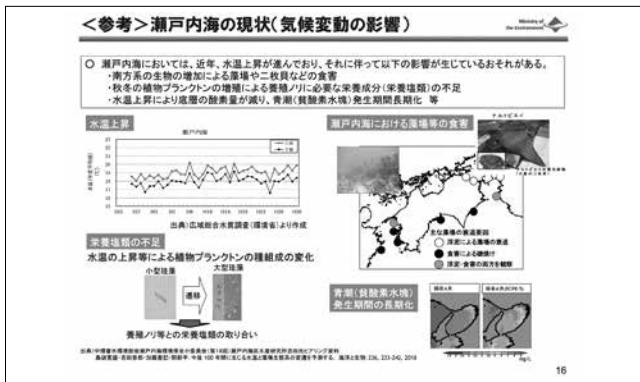 ＜参考＞瀬戸内海の現状（気候変動の影響）
Ministry of
the Environment
○ 瀬戸内海においては、近年、水温上昇が進んでおり、それに伴って以下の影響が生じているおそれがある。
・南方系の生物の増加による藻場や二枚貝などの食害
・秋冬の植物プランクトンの増殖による養殖ノリに必要な栄養成分（栄養塩類）の不足
・水温上昇により底層の酸素量が減り、青潮（貧酸素水塊）発生期間長期化 等
水温上昇
瀬戸内海
出典）広域総合水質調査（環境省）より作成
瀬戸内海における藻場等の食害
ナルトビエイ
主な藻場の衰退要因
浮泥による藻場の衰退
食害による磯焼け
浮泥・食害の両方を観察
栄養塩類の不足
水温の上昇等による植物プランクトンの種組成の変化
小型珪藻
大型珪藻
遷移
養殖ノリ等との栄養塩類の取り合い
青潮（貧酸素水塊）
発生期間の長期化
mg/L
16